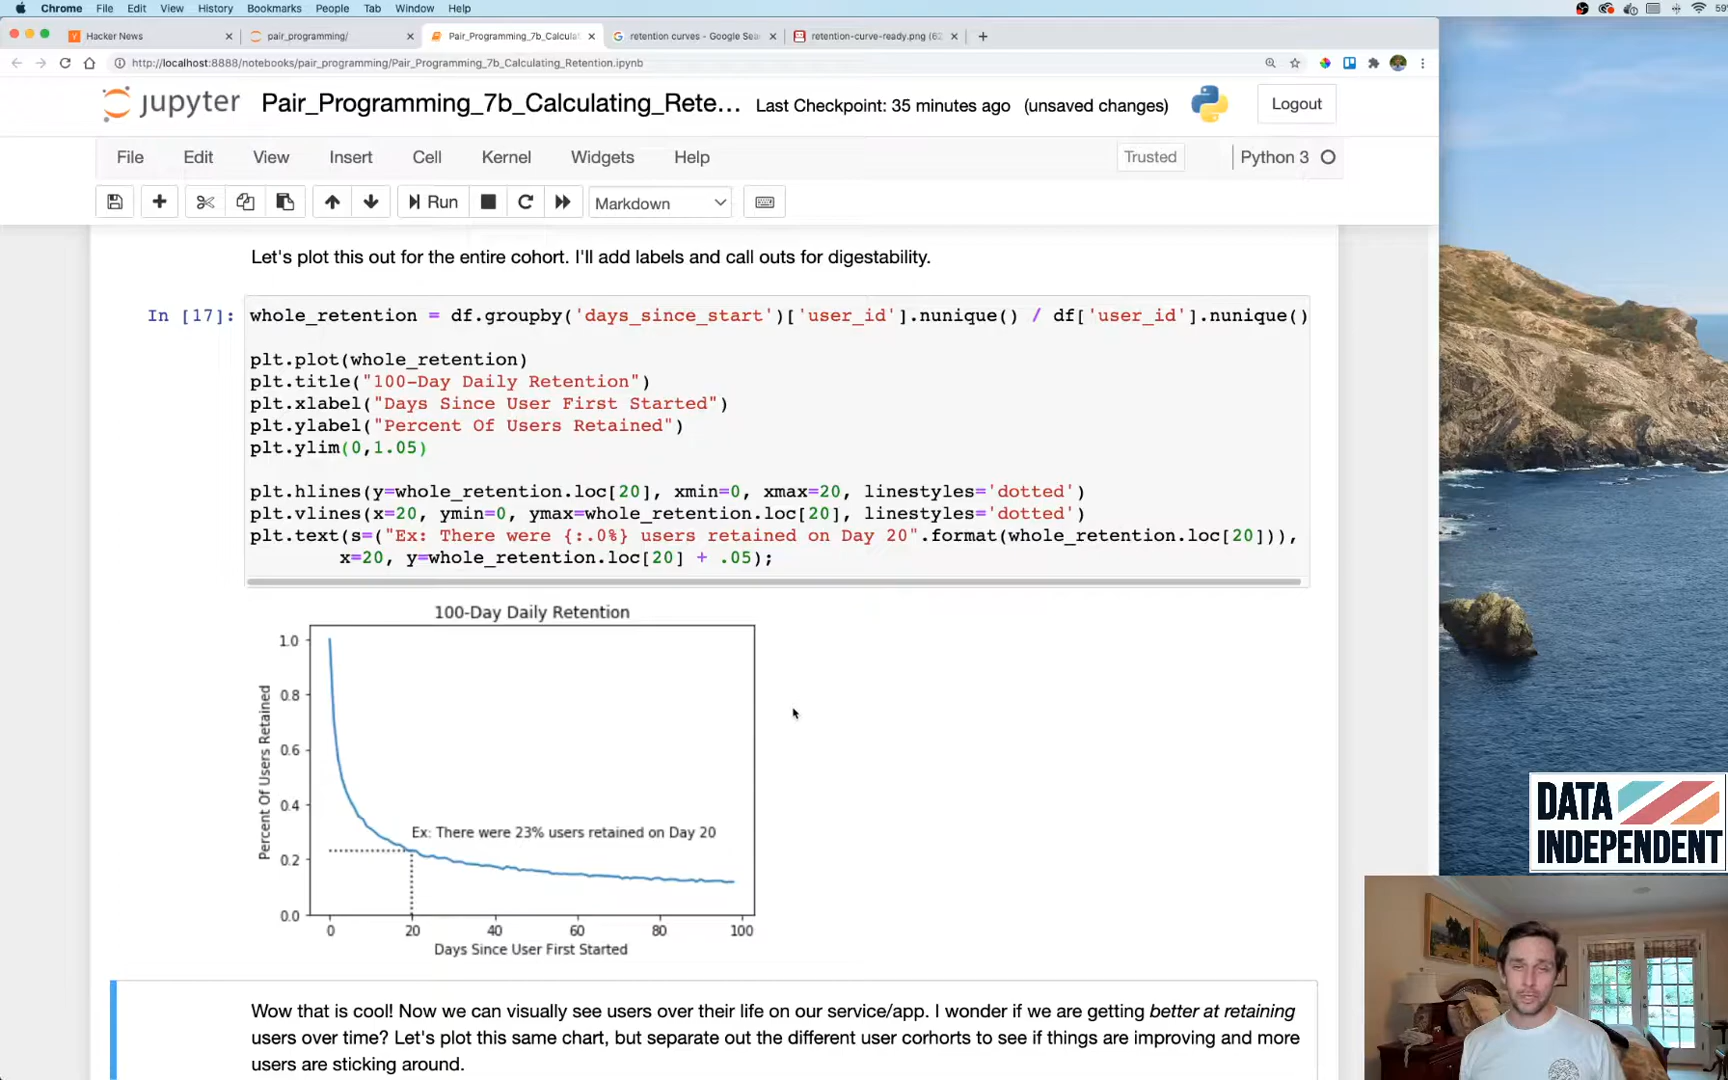 Chrome File Edit View History Bookmarks People Tab Window Help
Hacker News
pair_programming/
Pair_Programming_7b_Calculat
retention curves - Google Sea
retention-curve-ready.png (62
http://localhost:8888/notebooks/pair_programming/Pair_Programming_7b_Calculating_Retention.ipynb
jupyter Pair_Programming_7b_Calculating_Rete... Last Checkpoint: 35 minutes ago (unsaved changes) Logout
File Edit View Insert Cell Kernel Widgets Help Trusted Python 3
Run Markdown
Let's plot this out for the entire cohort. I'll add labels and call outs for digestability.
In [17]: whole_retention = df.groupby('days_since_start')['user_id'].nunique() / df['user_id'].nunique()
plt.plot(whole_retention)
plt.title("100-Day Daily Retention")
plt.xlabel("Days Since User First Started")
plt.ylabel("Percent Of Users Retained")
plt.ylim(0,1.05)
plt.hlines(y=whole_retention.loc[20], xmin=0, xmax=20, linestyles='dotted')
plt.vlines(x=20, ymin=0, ymax=whole_retention.loc[20], linestyles='dotted')
plt.text(s=("Ex: There were {:.0%} users retained on Day 20".format(whole_retention.loc[20])),
x=20, y=whole_retention.loc[20] + .05);
100-Day Daily Retention
1.0
0.8
0.6
0.4
0.2
0.0
Percent Of Users Retained
Ex: There were 23% users retained on Day 20
0 20 40 60 80 100
Days Since User First Started
DATA
INDEPENDENT
Wow that is cool! Now we can visually see users over their life on our service/app. I wonder if we are getting better at retaining
users over time? Let's plot this same chart, but separate out the different user corhorts to see if things are improving and more
users are sticking around.